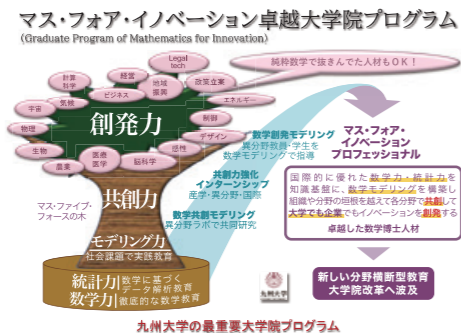 マス・フォア・イノベーション卓越大学院プログラム
（Graduate Program of Mathematics for Innovation）
純粋数学で抜きんでた人材もOK！
Legal
tech
経営
計算
科学
地域
振興
政策立案
ビジネス
気候
エネルギー
宇宙
創発力
制御
物理
デザイン
生物
感性
医療
医学
脳科学
農業
数学創発モデリング
異分野教員・学生を
数学モデリングで指導
共創力強化
インターンシップ
産学・異分野・国際
数学共創モデリング
異分野ラボで共同研究
マス・ファイブ・
フォースの木
共創力
モデリング力
社会課題で実践教育
統計力
数学に基づく
データ解析教育
数学力
徹底的な数学教育
マス・フォア・
イノベーション
プロフェッショナル
国際的に優れた数学力・統計力を
知識基盤に、数学モデリングを構築し
組織や分野の垣根を越えて各分野で共創して
大学でも企業でもイノベーションを創発する
卓越した数学博士人材
新しい分野横断型教育
大学院改革へ波及
九州大学
九州大学の最重要大学院プログラム